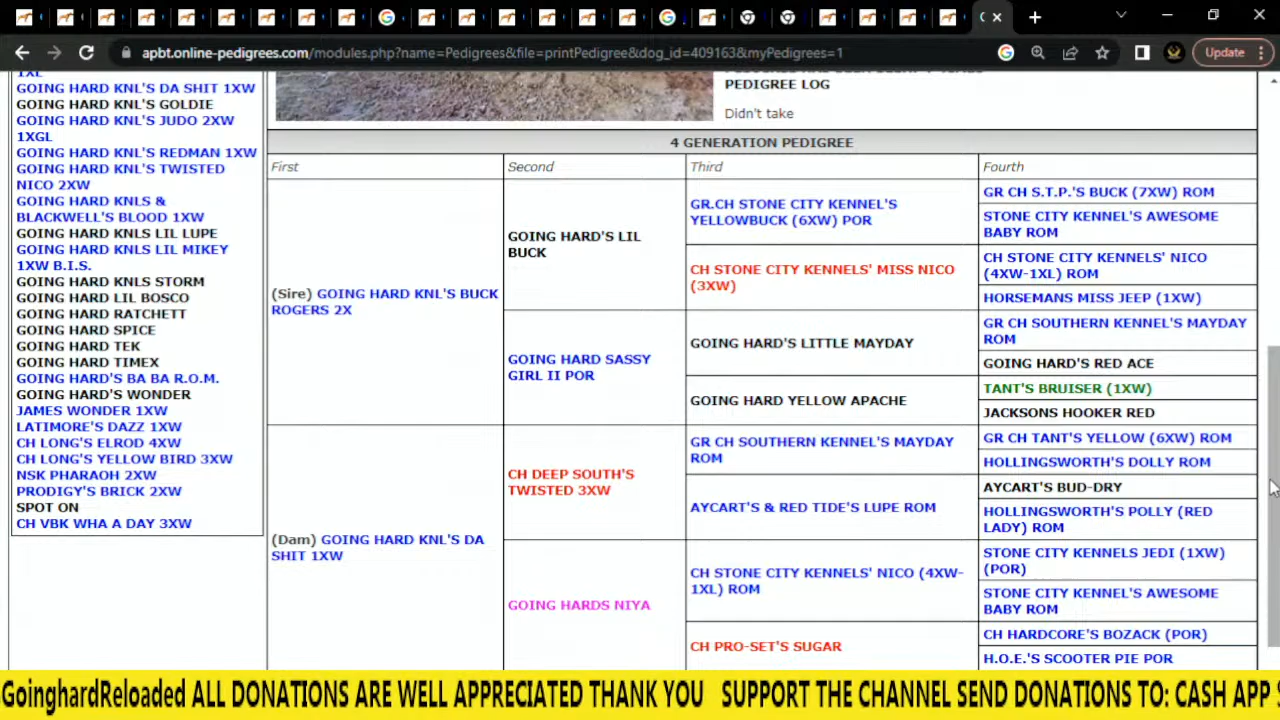 Update
apbt.online-pedigrees.com/modules.php?name=Pedigrees&file=printPedigree&dog_id=409163&myPedigrees=1
1XL
GOING HARD KNL'S DA SHIT 1XW
GOING HARD KNL'S GOLDIE
GOING HARD KNL'S JUDO 2XW
1XGL
GOING HARD KNL'S REDMAN 1XW
GOING HARD KNL'S TWISTED
NICO 2XW
GOING HARD KNLS &
BLACKWELL'S BLOOD 1XW
GOING HARD KNLS LIL LUPE
GOING HARD KNLS LIL MIKEY
1XW B.I.S.
GOING HARD KNLS STORM
GOING HARD LIL BOSCO
GOING HARD RATCHETT
GOING HARD SPICE
GOING HARD TEK
GOING HARD TIMEX
GOING HARD'S BA BA R.O.M.
GOING HARD'S WONDER
JAMES WONDER 1XW
LATIMORE'S DAZZ 1XW
CH LONG'S ELROD 4XW
CH LONG'S YELLOW BIRD 3XW
NSK PHARAOH 2XW
PRODIGY'S BRICK 2XW
SPOT ON
CH VBK WHA A DAY 3XW
PEDIGREE LOG
Didn't take
4 GENERATION PEDIGREE
First
Second
Third
Fourth
(Sire) GOING HARD KNL'S BUCK
ROGERS 2X
(Dam) GOING HARD KNL'S DA
SHIT 1XW
GOING HARD'S LIL
BUCK
GOING HARD SASSY
GIRL II POR
CH DEEP SOUTH'S
TWISTED 3XW
GOING HARDS NIYA
GR.CH STONE CITY KENNEL'S
YELLOWBUCK (6XW) POR
CH STONE CITY KENNELS' MISS NICO
(3XW)
GOING HARD'S LITTLE MAYDAY
GOING HARD YELLOW APACHE
GR CH SOUTHERN KENNEL'S MAYDAY
ROM
AYCART'S & RED TIDE'S LUPE ROM
CH STONE CITY KENNELS' NICO (4XW-
1XL) ROM
CH PRO-SET'S SUGAR
GR CH S.T.P.'S BUCK (7XW) ROM
STONE CITY KENNEL'S AWESOME
BABY ROM
CH STONE CITY KENNELS' NICO
(4XW-1XL) ROM
HORSEMANS MISS JEEP (1XW)
GR CH SOUTHERN KENNEL'S MAYDAY
ROM
GOING HARD'S RED ACE
TANT'S BRUISER (1XW)
JACKSONS HOOKER RED
GR CH TANT'S YELLOW (6XW) ROM
HOLLINGSWORTH'S DOLLY ROM
AYCART'S BUD-DRY
HOLLINGSWORTH'S POLLY (RED
LADY) ROM
STONE CITY KENNELS JEDI (1XW)
(POR)
STONE CITY KENNEL'S AWESOME
BABY ROM
CH HARDCORE'S BOZACK (POR)
H.O.E.'S SCOOTER PIE POR
GoinghardReloaded ALL DONATIONS ARE WELL APPRECIATED THANK YOU SUPPORT THE CHANNEL SEND DONATIONS TO: CASH APP